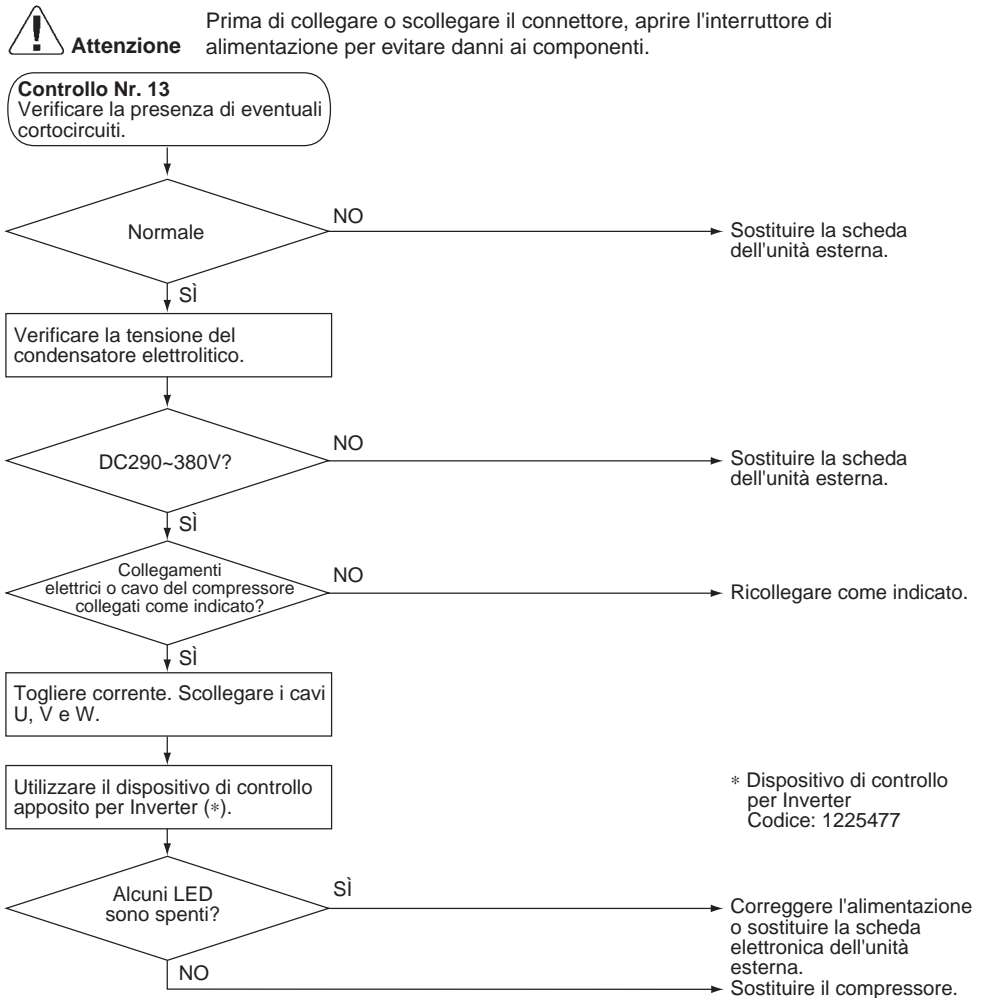 Prima di collegare o scollegare il connettore, aprire l'interruttore di
Attenzione alimentazione per evitare danni ai componenti.
Controllo Nr. 13
Verificare la presenza di eventuali
cortocircuiti.
Normale
NO
Sostituire la scheda
dell'unità esterna.
SÌ
Verificare la tensione del
condensatore elettrolitico.
DC290~380V?
NO
Sostituire la scheda
dell'unità esterna.
SÌ
Collegamenti
elettrici o cavo del compressore
collegati come indicato?
NO
Ricollegare come indicato.
SÌ
Togliere corrente. Scollegare i cavi
U, V e W.
Utilizzare il dispositivo di controllo
apposito per Inverter (∗).
∗ Dispositivo di controllo
per Inverter
Codice: 1225477
Alcuni LED
sono spenti?
SÌ
Correggere l'alimentazione
o sostituire la scheda
elettronica dell'unità
esterna.
NO
Sostituire il compressore.